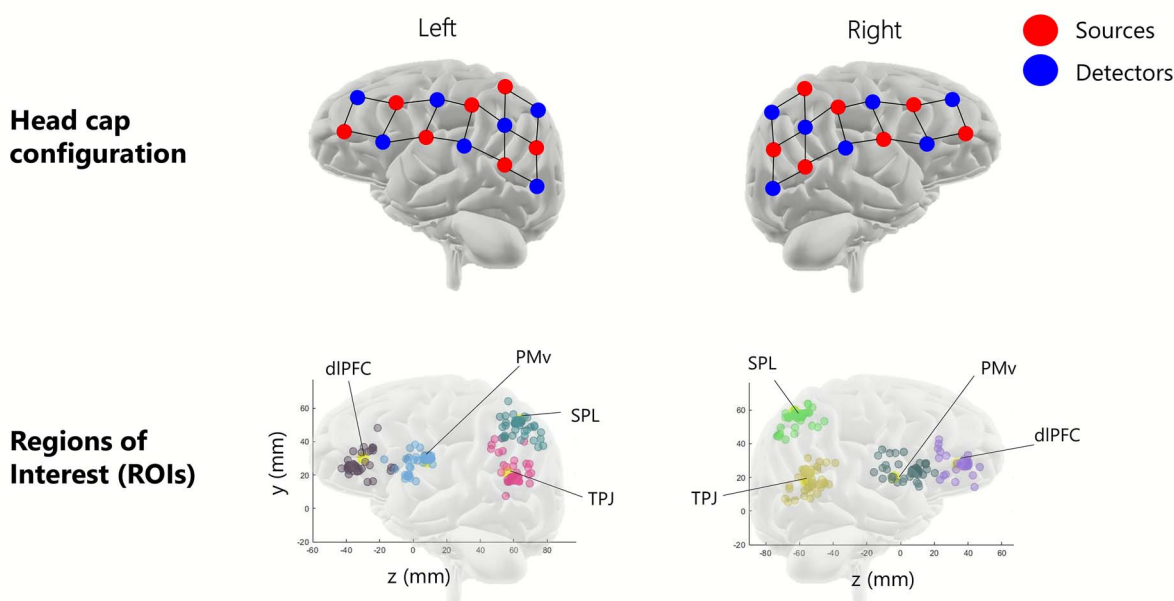 Left
Right
Sources
Detectors
Head cap
configuration
dlPFC
PMv
SPL
TPJ
60
40
20
0
-20
-60
-40
-20
0
20
40
60
80
y (mm)
z (mm)
SPL
PMv
dlPFC
TPJ
60
40
20
0
-20
-80
-60
-40
-20
0
20
40
60
z (mm)
Regions of
Interest (ROIs)